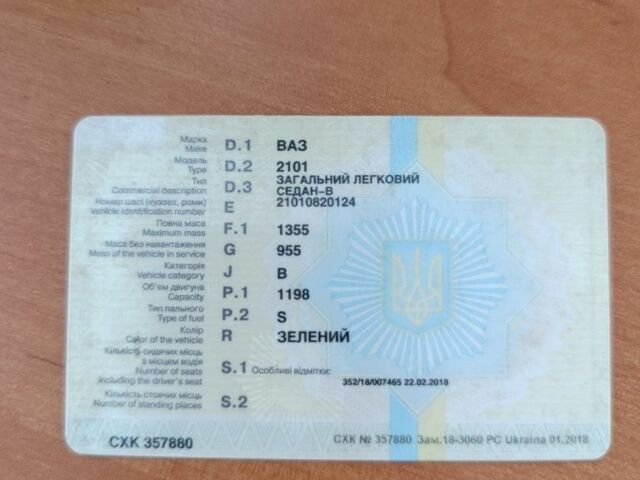 Марка
Make D.1 ВАЗ
Модель
Type D.2 2101
Тип
Commercial description D.3 ЗАГАЛЬНИЙ ЛЕГКОВИЙ
СЕДАН-В
Номер шасі (кузова, рами)
Vehicle identification number E 21010820124
Повна маса
Maximum mass F.1 1355
Маса без навантаження
Mass of the vehicle in service G 955
Категорія
Vehicle category J B
Об'єм двигуна
Capacity P.1 1198
Тип пального
Type of fuel P.2 S
Колір
Color of the vehicle R ЗЕЛЕНИЙ
Кількість сидячих місць
з місцем водія
Number of seats
including the driver's seat S.1 Особливі відмітки:
352/18/007465 22.02.2018
Кількість стоячих місць
Number of standing places S.2
СХК 357880
СХК № 357880 Зам.18-3060 РС Ukraina 01.2018